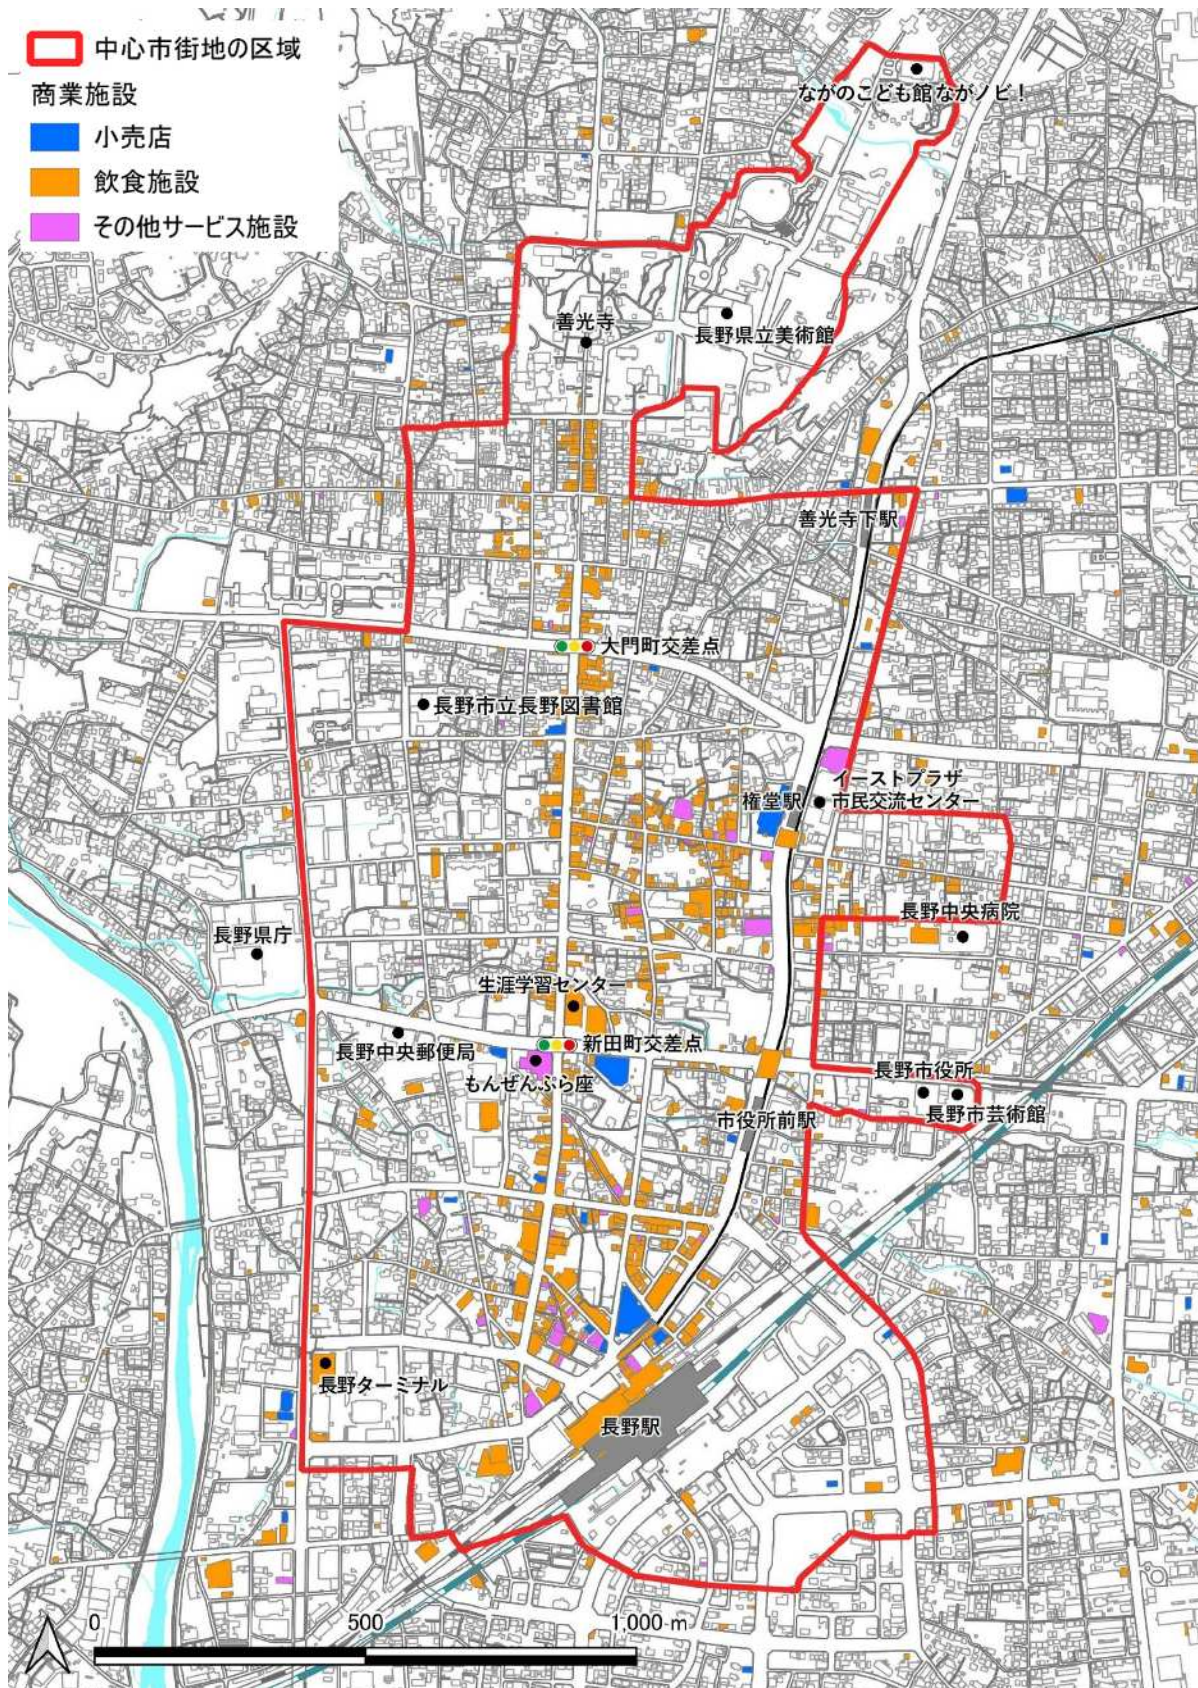 中心市街地の区域
商業施設
小売店
飲食施設
その他サービス施設
ながのこども館 ながノビ!
善光寺
長野県立美術館
善光寺下駅
大門町交差点
長野市立長野図書館
イーストプラザ
市民交流センター
権堂駅
長野中央病院
長野県庁
生涯学習センター
長野中央郵便局
新田町交差点
もんぜんぷら座
長野市役所
長野市芸術館
市役所前駅
長野ターミナル
長野駅
0 500 1,000 m